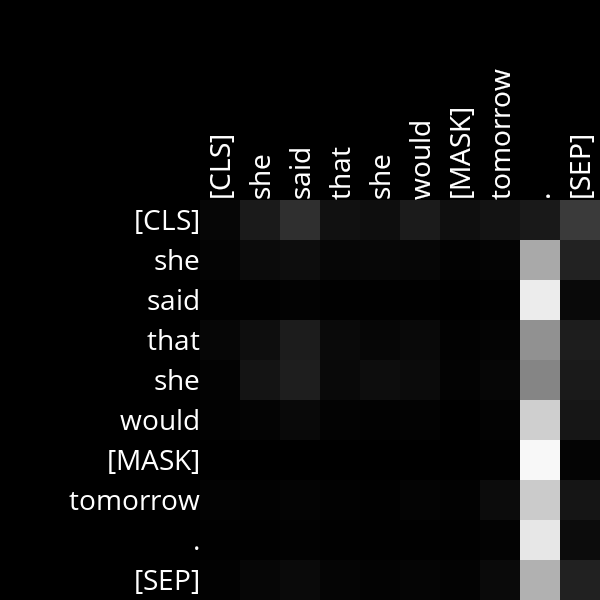 [CLS]
she
said
that
she
would
[MASK]
tomorrow
.
[SEP]
[CLS]
she
said
that
she
would
[MASK]
tomorrow
.
[SEP]